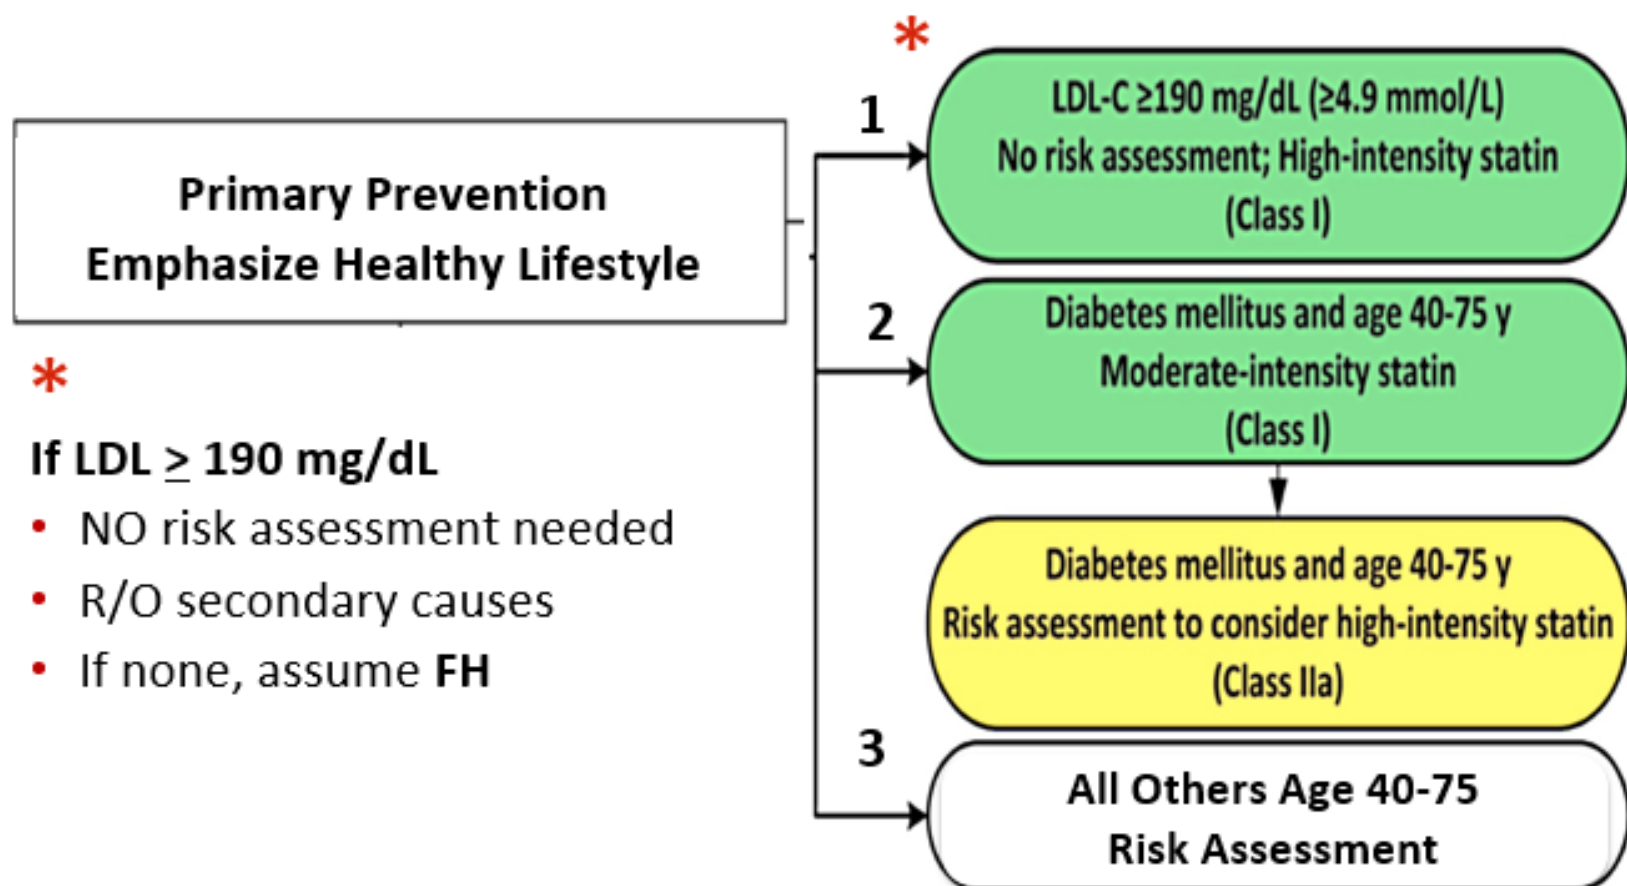 Primary Prevention
Emphasize Healthy Lifestyle
*
If LDL ≥ 190 mg/dL
• NO risk assessment needed
• R/O secondary causes
• If none, assume FH
*
1
LDL-C ≥190 mg/dL (≥4.9 mmol/L)
No risk assessment; High-intensity statin
(Class I)
2
Diabetes mellitus and age 40-75 y
Moderate-intensity statin
(Class I)
Diabetes mellitus and age 40-75 y
Risk assessment to consider high-intensity statin
(Class IIa)
3
All Others Age 40-75
Risk Assessment